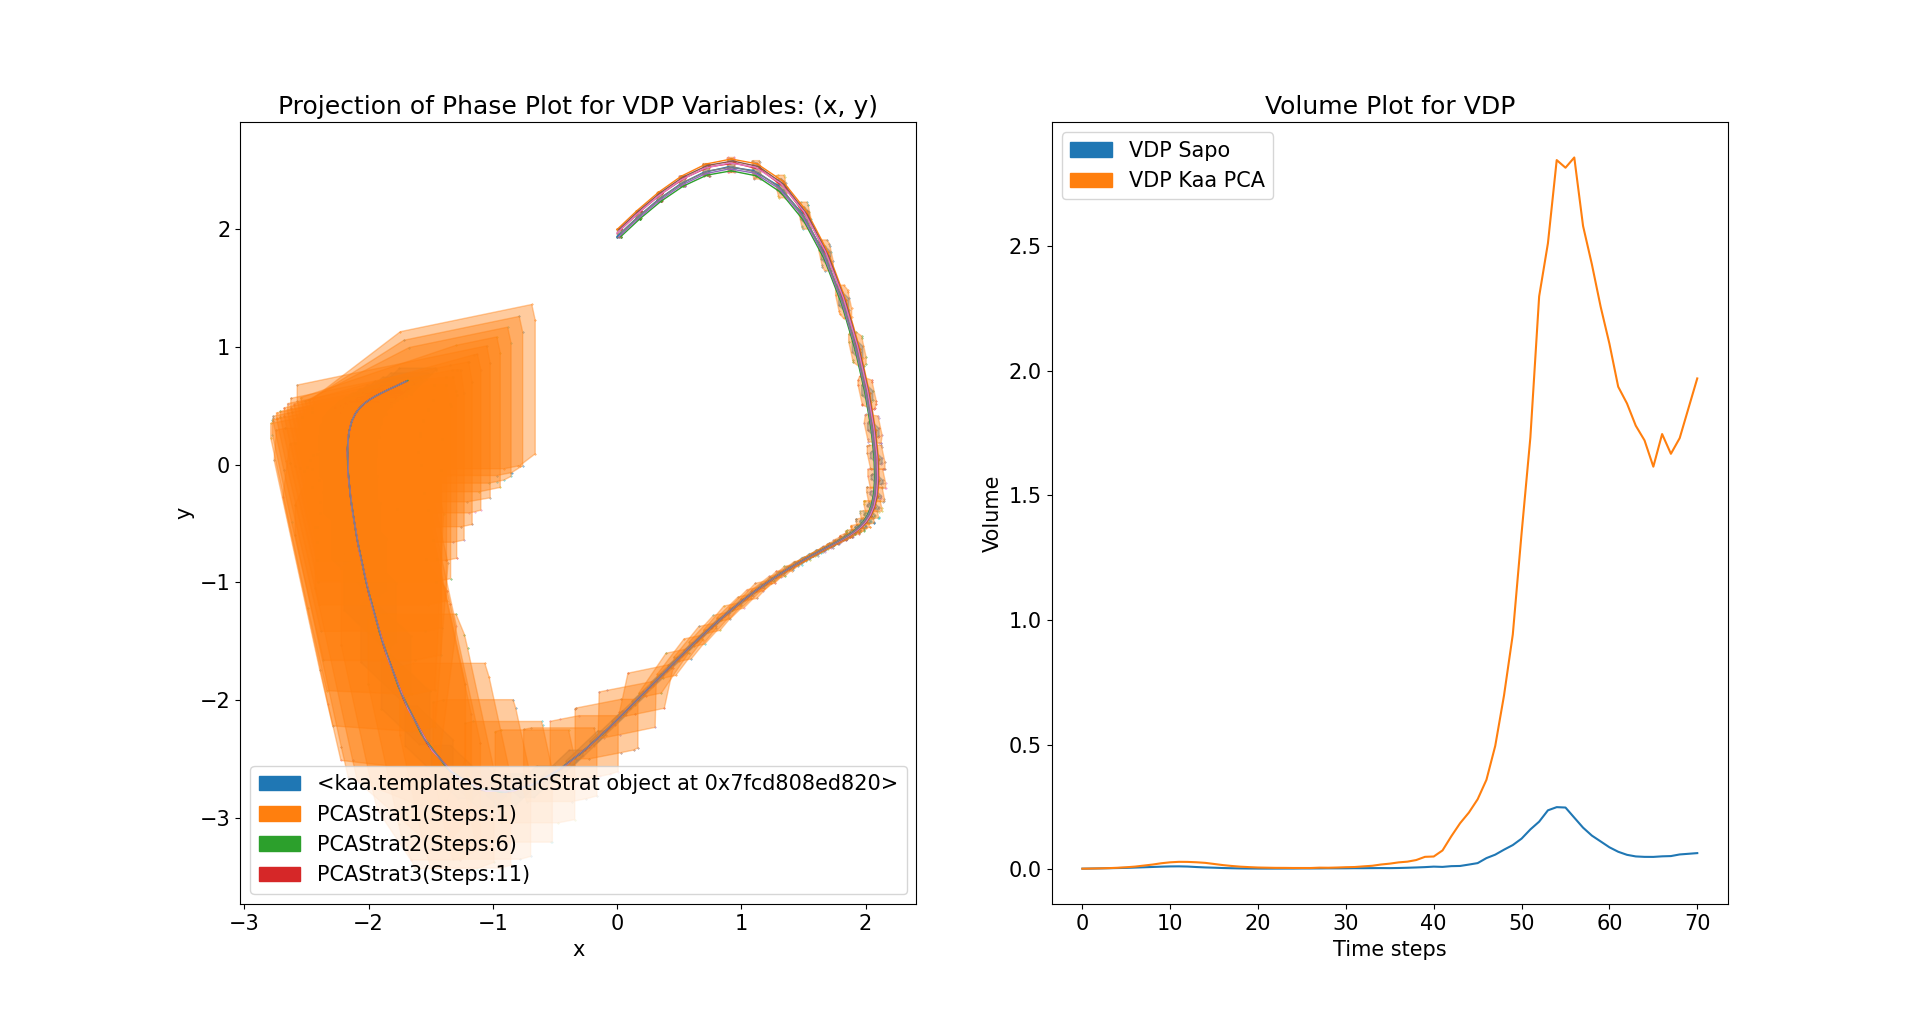 Projection of Phase Plot for VDP Variables: (x, y)
2
1
0
−1
−2
−3
y
<kaa.templates.StaticStrat object at 0x7fcd808ed820>
PCAStrat1(Steps:1)
PCAStrat2(Steps:6)
PCAStrat3(Steps:11)
−3 −2 −1 0 1 2
x
Volume Plot for VDP
VDP Sapo
VDP Kaa PCA
2.5
2.0
1.5
1.0
0.5
0.0
Volume
0 10 20 30 40 50 60 70
Time steps